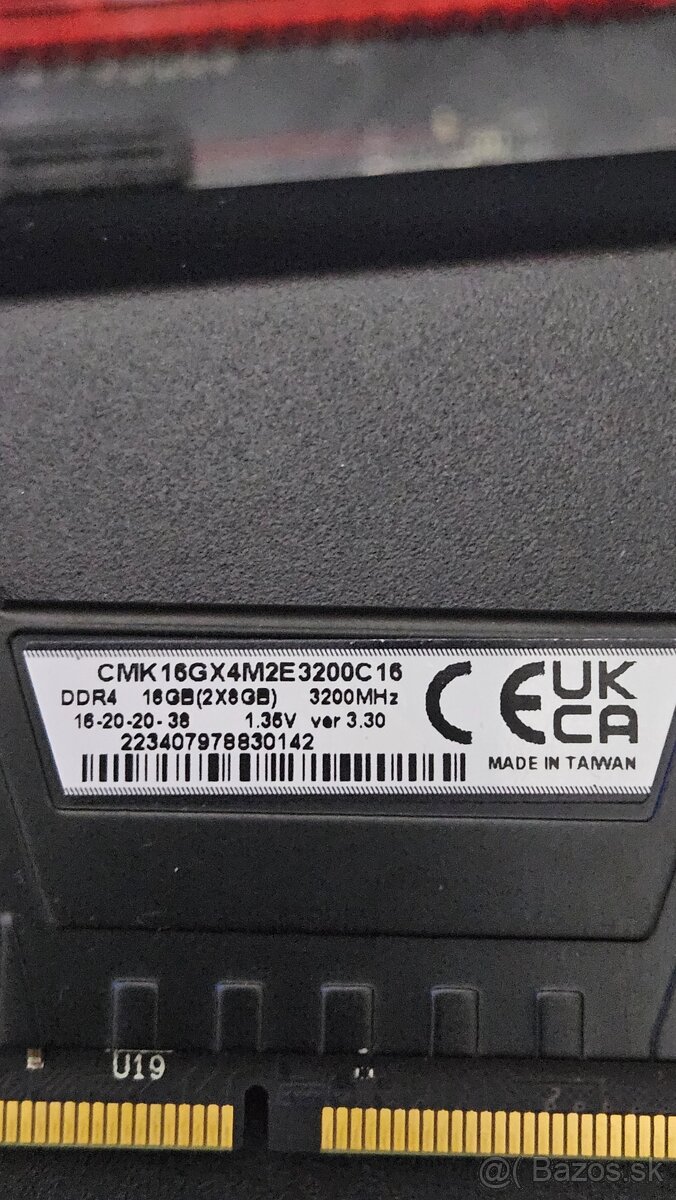 CMK16GX4M2E3200C16
DDR4 16GB(2X8GB) 3200MHz
16-20-20-38 1.35V ver 3.30
223407978830142
CE UK CA
MADE IN TAIWAN
U19
@( Bazos.sk